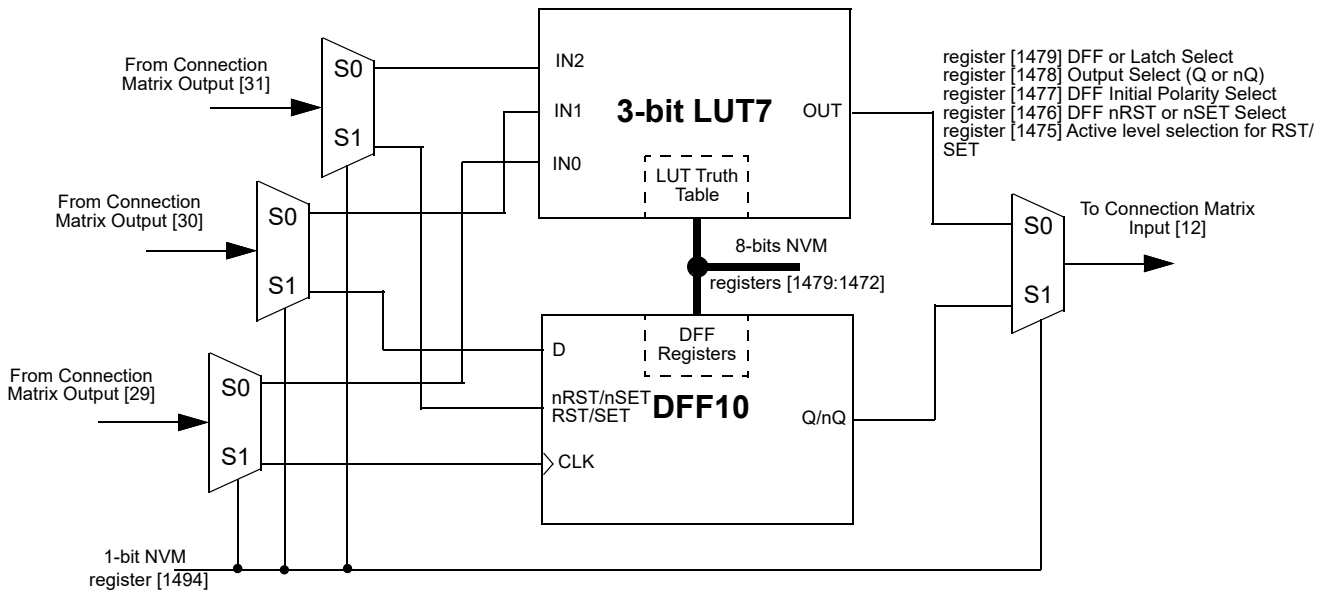 From Connection
Matrix Output [31]
S0
S1
IN2
IN1
IN0
3-bit LUT7
OUT
LUT Truth
Table
register [1479] DFF or Latch Select
register [1478] Output Select (Q or nQ)
register [1477] DFF Initial Polarity Select
register [1476] DFF nRST or nSET Select
register [1475] Active level selection for RST/
SET
From Connection
Matrix Output [30]
S0
S1
8-bits NVM
registers [1479:1472]
S0
S1
To Connection Matrix
Input [12]
From Connection
Matrix Output [29]
S0
S1
DFF
Registers
D
nRST/nSET
RST/SET
DFF10
Q/nQ
CLK
1-bit NVM
register [1494]